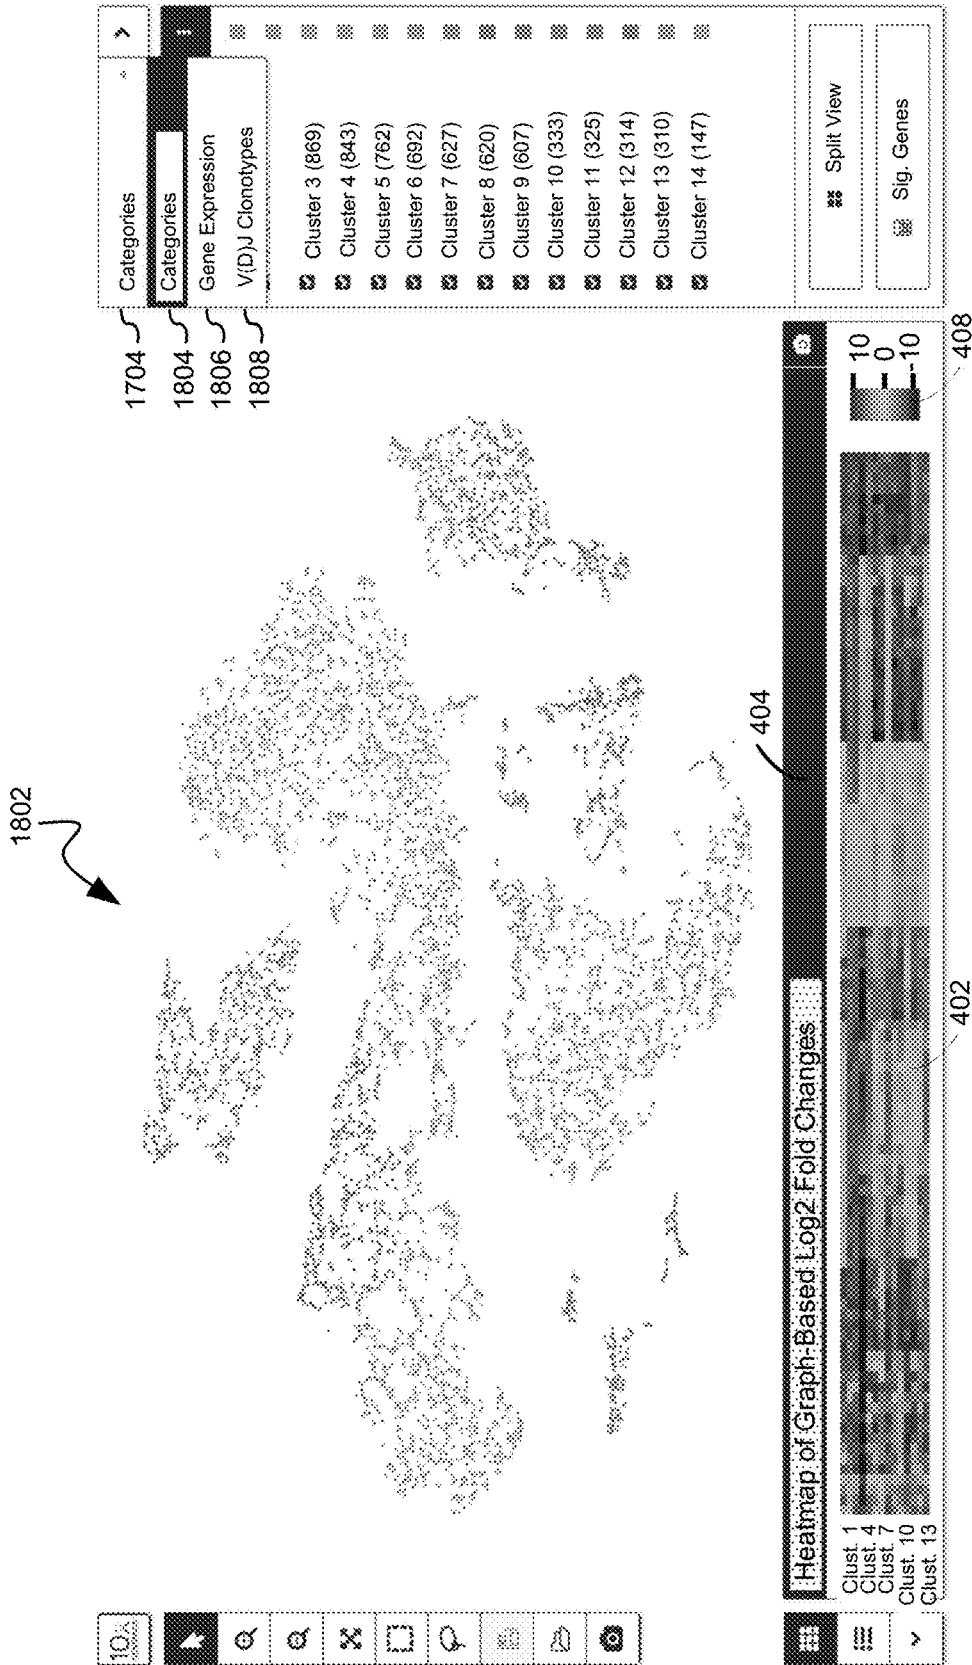 1802
10x
1704
Categories
1804
Categories
1806
Gene Expression
1808
V(D)J Clonotypes
Cluster 3 (869)
Cluster 4 (843)
Cluster 5 (762)
Cluster 6 (692)
Cluster 7 (627)
Cluster 8 (620)
Cluster 9 (607)
Cluster 10 (333)
Cluster 11 (325)
Cluster 12 (314)
Cluster 13 (310)
Cluster 14 (147)
Split View
Sig. Genes
404
Heatmap of Graph-Based Log2 Fold Changes
Clust. 1
Clust. 4
Clust. 7
Clust. 10
Clust. 13
10
0
-10
402
408